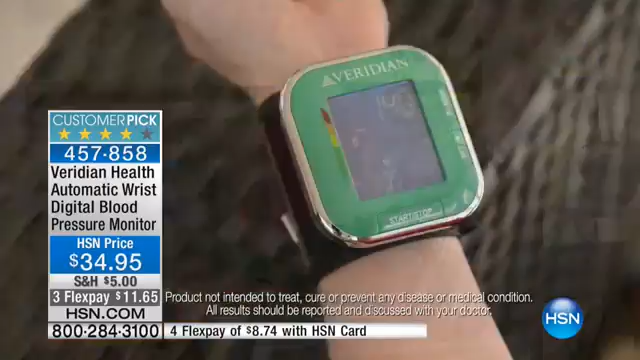 VERIDIAN
START/STOP
CUSTOMER PICK
457-858
Veridian Health
Automatic Wrist
Digital Blood
Pressure Monitor
HSN Price
$34.95
S&H $5.00
3 Flexpay $11.65
HSN.COM
800-284-3100
Product not intended to treat, cure or prevent any disease or medical condition.
All results should be reported and discussed with your doctor.
4 Flexpay of $8.74 with HSN Card
HSN